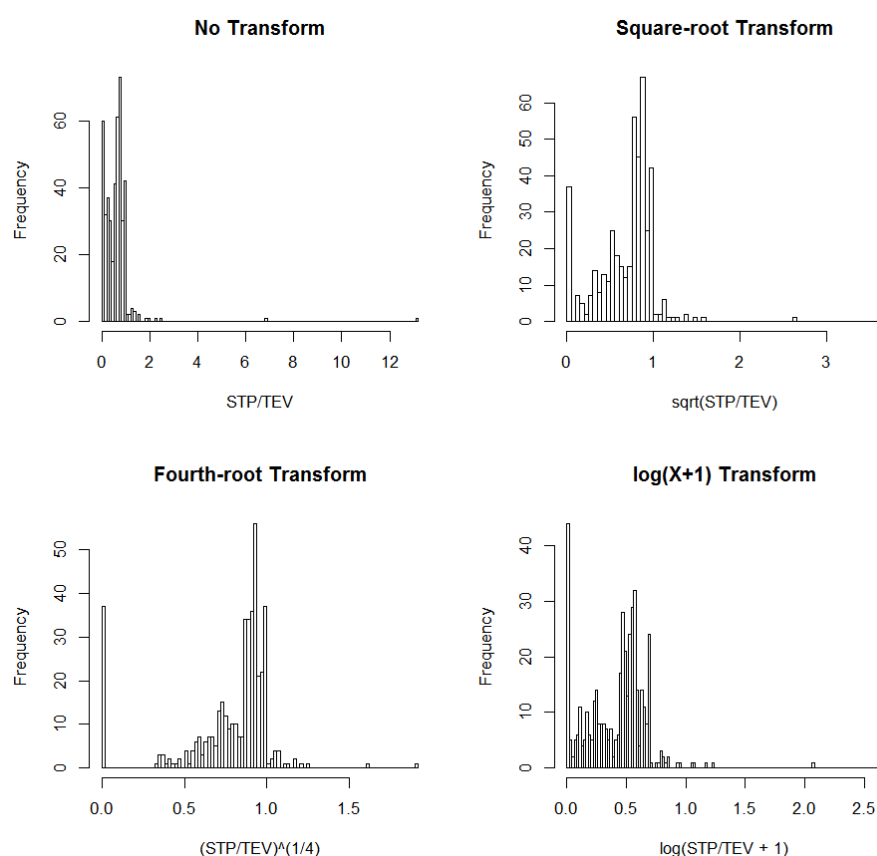 No Transform
Frequency
0 20 40 60
0 2 4 6 8 10 12
STP/TEV
Square-root Transform
Frequency
0 10 20 30 40 50 60
0 1 2 3
sqrt(STP/TEV)
Fourth-root Transform
Frequency
0 10 20 30 40 50
0.0 0.5 1.0 1.5
(STP/TEV)^(1/4)
log(X+1) Transform
Frequency
0 10 20 30 40
0.0 0.5 1.0 1.5 2.0 2.5
log(STP/TEV + 1)